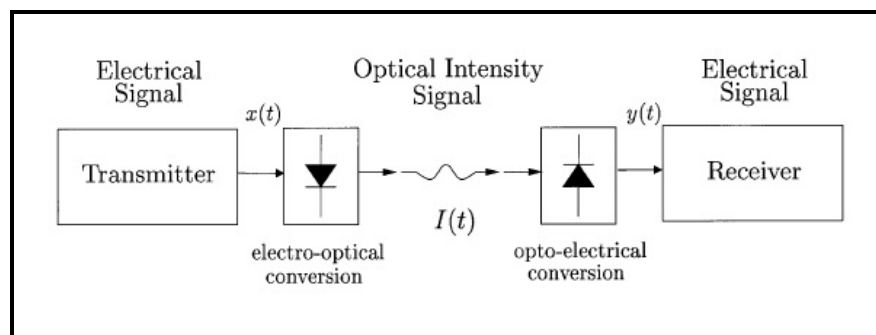 Electrical
Signal
Optical Intensity
Signal
Electrical
Signal
x(t)
y(t)
Transmitter
Receiver
I(t)
electro-optical
conversion
opto-electrical
conversion